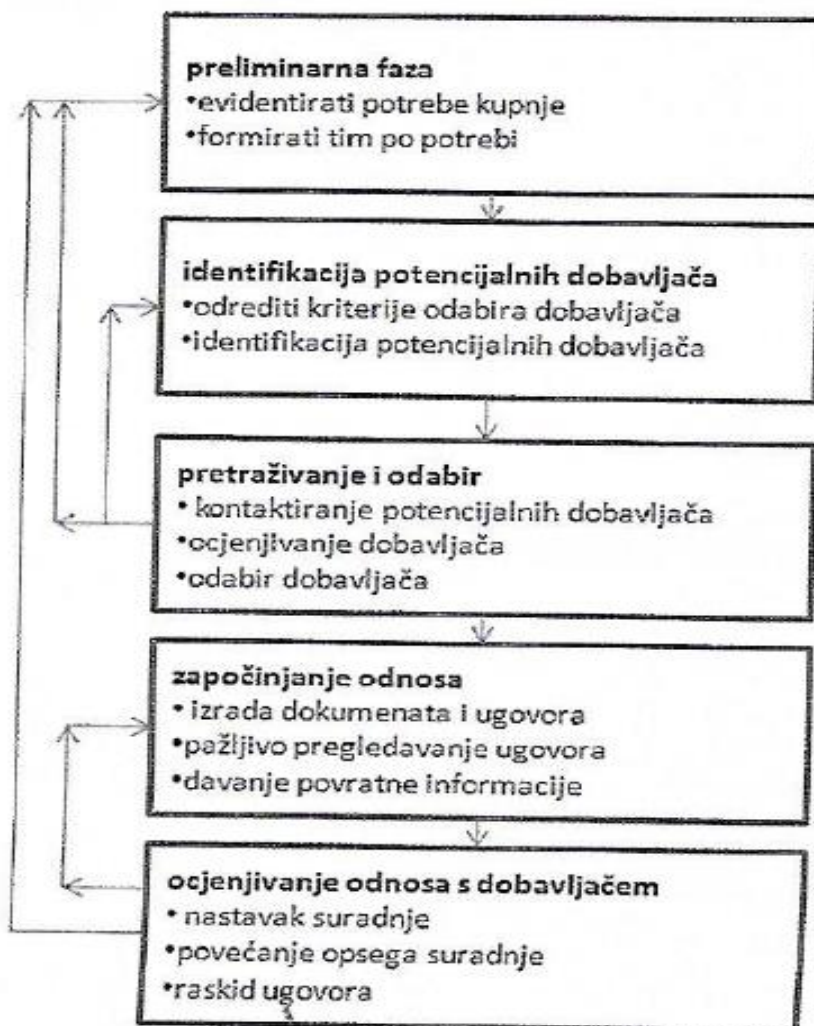 preliminarna faza
•evidentirati potrebe kupnje
•formirati tim po potrebi
identifikacija potencijalnih dobavljača
•odrediti kriterije odabira dobavljača
•identifikacija potencijalnih dobavljača
pretraživanje i odabir
• kontaktiranje potencijalnih dobavljača
•ocjenjivanje dobavljača
•odabir dobavljača
započinjanje odnosa
• izrada dokumenata i ugovora
•pažljivo pregledavanje ugovora
•davanje povratne informacije
ocjenjivanje odnosa s dobavljačem
• nastavak suradnje
•povećanje opsega suradnje
•raskid ugovora